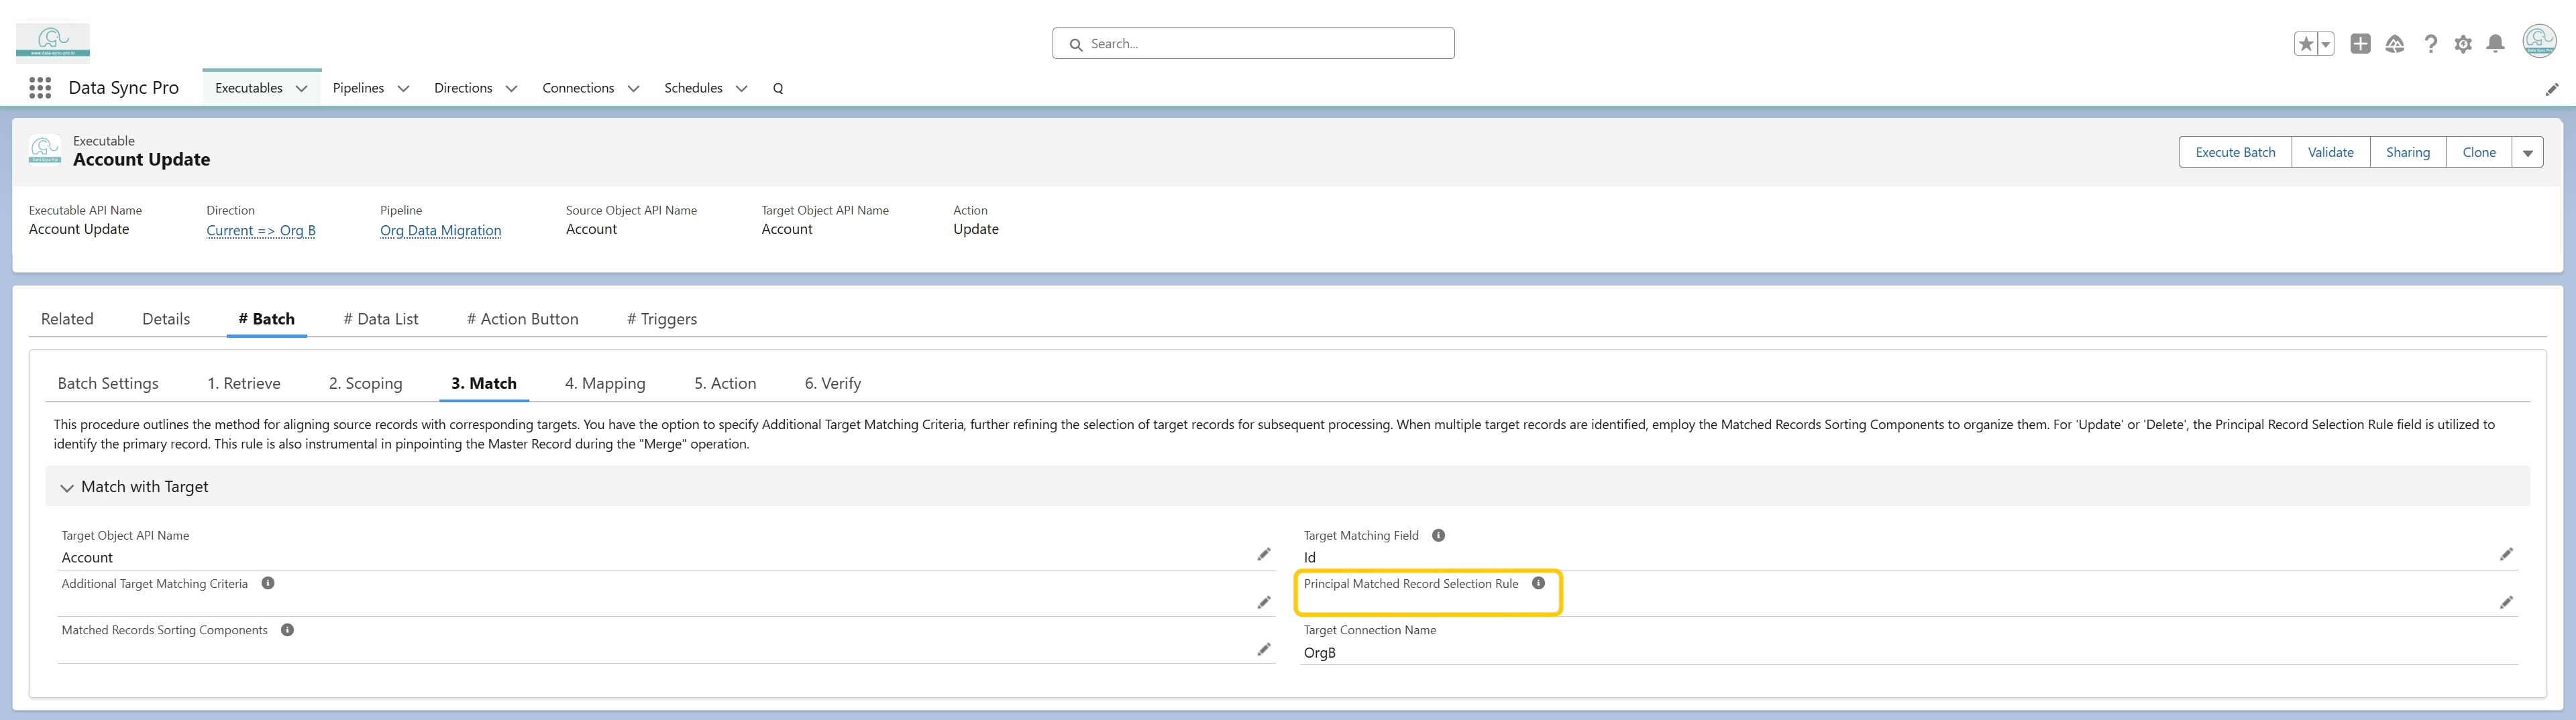 www.data-sync-pro.io
Search...
Data Sync Pro
Executables
Pipelines
Directions
Connections
Schedules
Q
Executable
Account Update
Execute Batch
Validate
Sharing
Clone
Executable API Name
Direction
Pipeline
Source Object API Name
Target Object API Name
Action
Account Update
Current => Org B
Org Data Migration
Account
Account
Update
Related
Details
# Batch
# Data List
# Action Button
# Triggers
Batch Settings
1. Retrieve
2. Scoping
3. Match
4. Mapping
5. Action
6. Verify
This procedure outlines the method for aligning source records with corresponding targets. You have the option to specify Additional Target Matching Criteria, further refining the selection of target records for subsequent processing. When multiple target records are identified, employ the Matched Records Sorting Components to organize them. For 'Update' or 'Delete', the Principal Record Selection Rule field is utilized to
identify the primary record. This rule is also instrumental in pinpointing the Master Record during the "Merge" operation.
Match with Target
Target Object API Name
Account
Target Matching Field
Id
Additional Target Matching Criteria
Principal Matched Record Selection Rule
Matched Records Sorting Components
Target Connection Name
OrgB